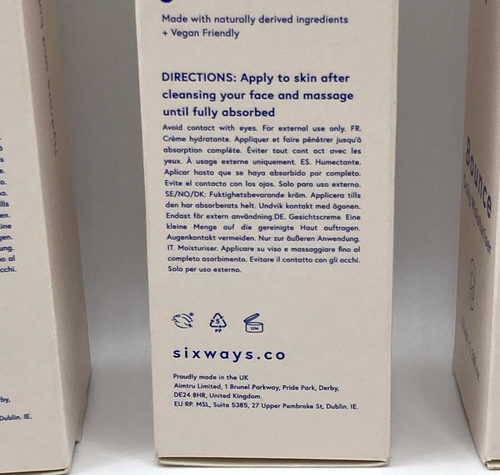 Made with naturally derived ingredients
+ Vegan Friendly
DIRECTIONS: Apply to skin after
cleansing your face and massage
until fully absorbed
Avoid contact with eyes. For external use only. FR.
Crème hydratante. Appliquer et faire pénétrer jusqu'à
absorption complète. Éviter tout cont act avec les
yeux. À usage externe uniquement. ES. Humectante.
Aplicar hasta que se haya absorbido por completo.
Evite el contacto con los ojos. Solo para uso externo.
SE/NO/DK: Fuktighetsbevarande kräm. Applicera tills
den har absorberats helt. Undvik kontakt med ögonen.
Endast för extern användning.DE. Gesichtscreme. Eine
kleine Menge auf die gereinigte Haut auftragen.
Augenkontakt vermeiden. Nur zur äußeren Anwendung.
IT. Moisturiser. Applicare su viso e massaggiare fino al
completo asorbimento. Evitare il contatto con gli occhi.
Solo per uso esterno.
5
PP
12M
sixways.co
Proudly made in the UK
Aimtru Limited, 1 Brunel Parkway, Pride Park, Derby,
DE24 8HR, United Kingdom.
EU RP. MSL, Suite 5385, 27 Upper Pembroke St, Dublin. IE.
Dublin. IE.
Bounce